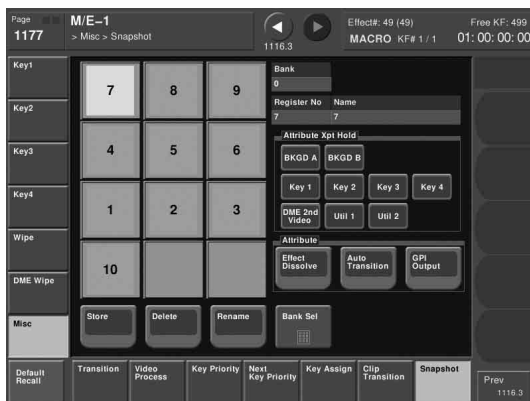 Page
1177
M/E–1
> Misc > Snapshot
1116.3
Effect#: 49 (49)
MACRO KF# 1 / 1
Free KF: 499
01: 00: 00: 00
Key1
Key2
Key3
Key4
Wipe
DME Wipe
Misc
Default
Recall
7
8
9
4
5
6
1
2
3
10
Bank
0
Register No
Name
7
7
Attribute Xpt Hold
BKGD A
BKGD B
Key 1
Key 2
Key 3
Key 4
DME 2nd
Video
Util 1
Util 2
Attribute
Effect
Dissolve
Auto
Transition
GPI
Output
Store
Delete
Rename
Bank Sel
Transition
Video
Process
Key Priority
Next
Key Priority
Key Assign
Clip
Transition
Snapshot
Prev
1116.3